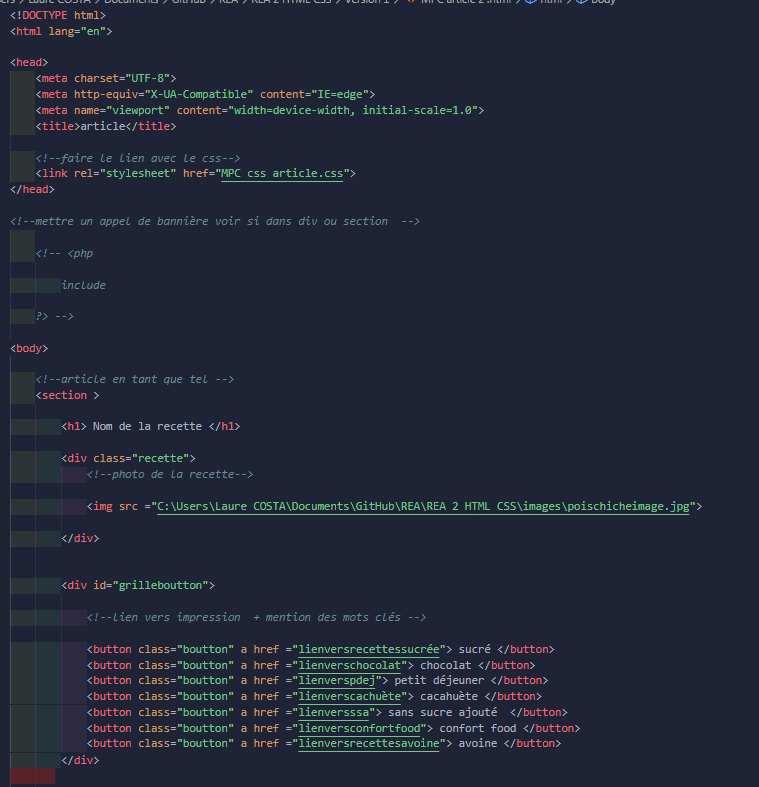 Laure COSTA > Documents > GitHub > REA > REA 2 HTML CSS > Version 1 > <> MPC article 2 .html > html > body
<!DOCTYPE html>
<html lang="en">
<head>
<meta charset="UTF-8">
<meta http-equiv="X-UA-Compatible" content="IE=edge">
<meta name="viewport" content="width=device-width, initial-scale=1.0">
<title>article</title>
<!--faire le lien avec le css-->
<link rel="stylesheet" href="MPC css article.css">
</head>
<!--mettre un appel de bannière voir si dans div ou section  -->
<!-- <php
include
?> -->
<body>
<!--article en tant que tel -->
<section >
<h1> Nom de la recette </h1>
<div class="recette">
<!--photo de la recette-->
<img src ="C:\Users\Laure COSTA\Documents\GitHub\REA\REA 2 HTML CSS\images\poischicheimage.jpg">
</div>
<div id="grilleboutton">
<!--lien vers impression  + mention des mots clés -->
<button class="boutton" a href ="lienversrecettessucrée"> sucré </button>
<button class="boutton" a href ="lienverschocolat"> chocolat </button>
<button class="boutton" a href ="lienverspdej"> petit déjeuner </button>
<button class="boutton" a href ="lienverscachuète"> cacahuète </button>
<button class="boutton" a href ="lienversssa"> sans sucre ajouté  </button>
<button class="boutton" a href ="lienversconfortfood"> confort food </button>
<button class="boutton" a href ="lienversrecettesavoine"> avoine </button>
</div>